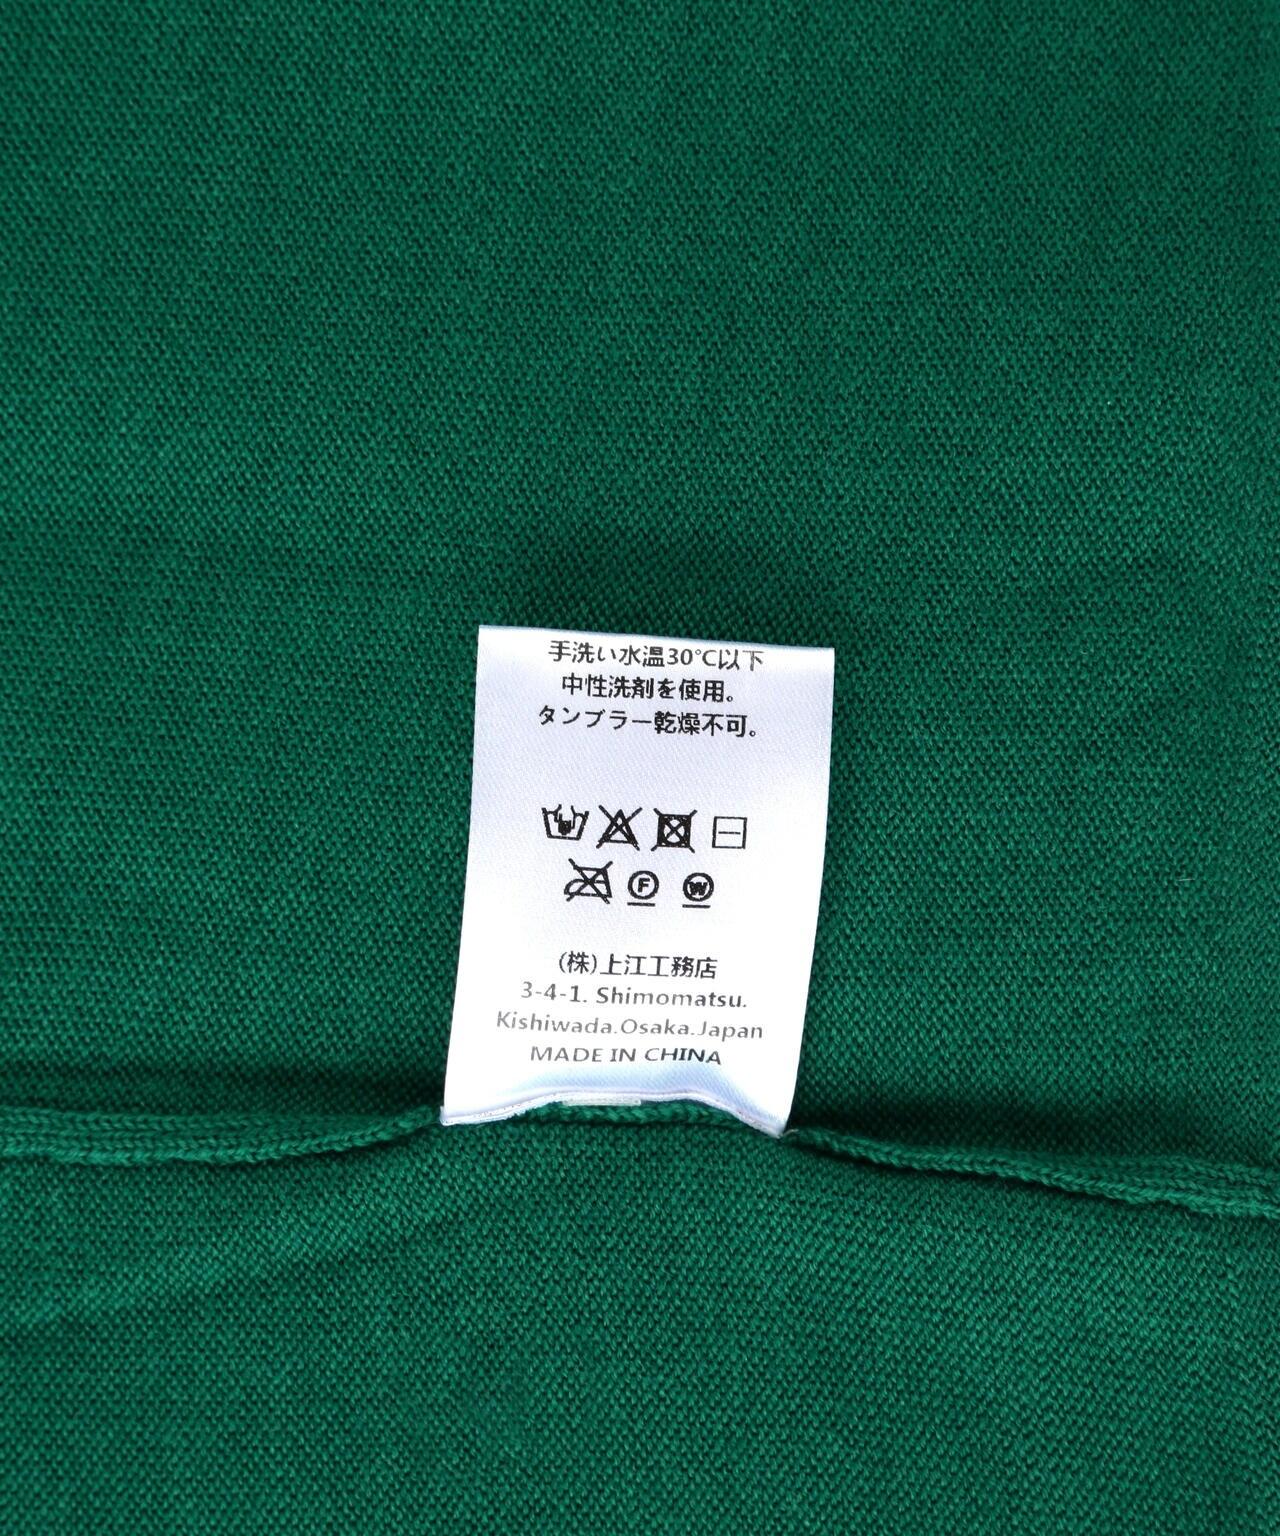 手洗い水温30℃以下
中性洗剤を使用。
タンブラー乾燥不可。
F W
(株)上江工務店
3-4-1. Shimomatsu.
Kishiwada.Osaka.Japan
MADE IN CHINA